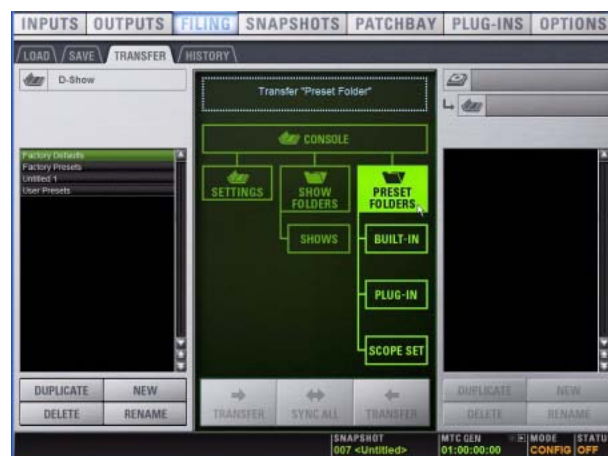 INPUTS OUTPUTS FILING SNAPSHOTS PATCHBAY PLUG-INS OPTIONS
LOAD SAVE TRANSFER HISTORY
D-Show
Transfer "Preset Folder"
CONSOLE
Factory Defaults
Factory Presets
Untitled 1
User Presets
SETTINGS
SHOW FOLDERS
PRESET FOLDERS
SHOWS
BUILT-IN
PLUG-IN
SCOPE SET
DUPLICATE NEW
DELETE RENAME
TRANSFER SYNC ALL TRANSFER
DUPLICATE NEW
DELETE RENAME
SNAPSHOT
007 <Untitled>
MTC GEN
01:00:00:00
MODE
CONFIG
STATU
OFF